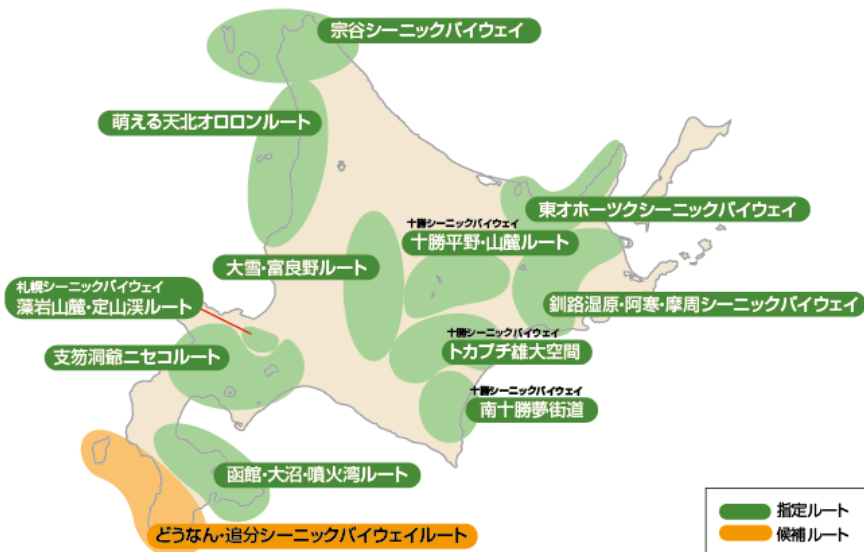 宗谷シーニックバイウェイ
萌える天北オロロンルート
東オホーツクシーニックバイウェイ
十勝シーニックバイウェイ
十勝平野・山麓ルート
大雪・富良野ルート
札幌シーニックバイウェイ
藻岩山麓・定山渓ルート
釧路湿原・阿寒・摩周シーニックバイウェイ
十勝シーニックバイウェイ
トカプチ雄大空間
支笏洞爺ニセコルート
十勝シーニックバイウェイ
南十勝夢街道
函館・大沼・噴火湾ルート
どうなん・追分シーニックバイウェイルート
指定ルート
候補ルート